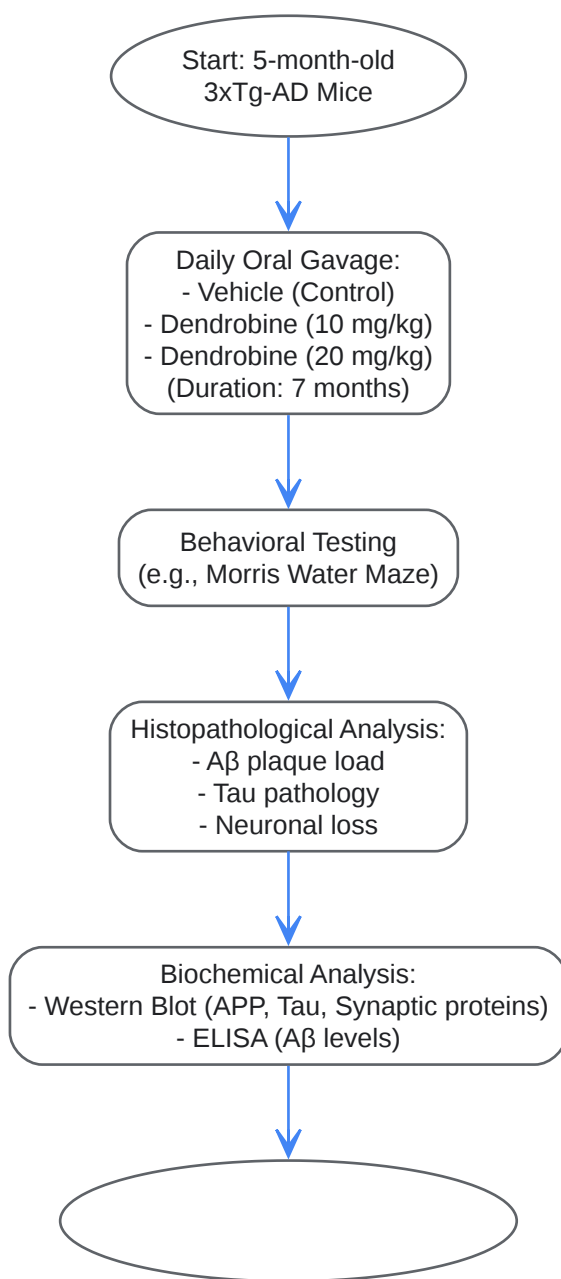 Start: 5-month-old
3xTg-AD Mice
Daily Oral Gavage:
- Vehicle (Control)
- Dendrobine (10 mg/kg)
- Dendrobine (20 mg/kg)
(Duration: 7 months)
Behavioral Testing
(e.g., Morris Water Maze)
Histopathological Analysis:
- Aβ plaque load
- Tau pathology
- Neuronal loss
Biochemical Analysis:
- Western Blot (APP, Tau, Synaptic proteins)
- ELISA (Aβ levels)